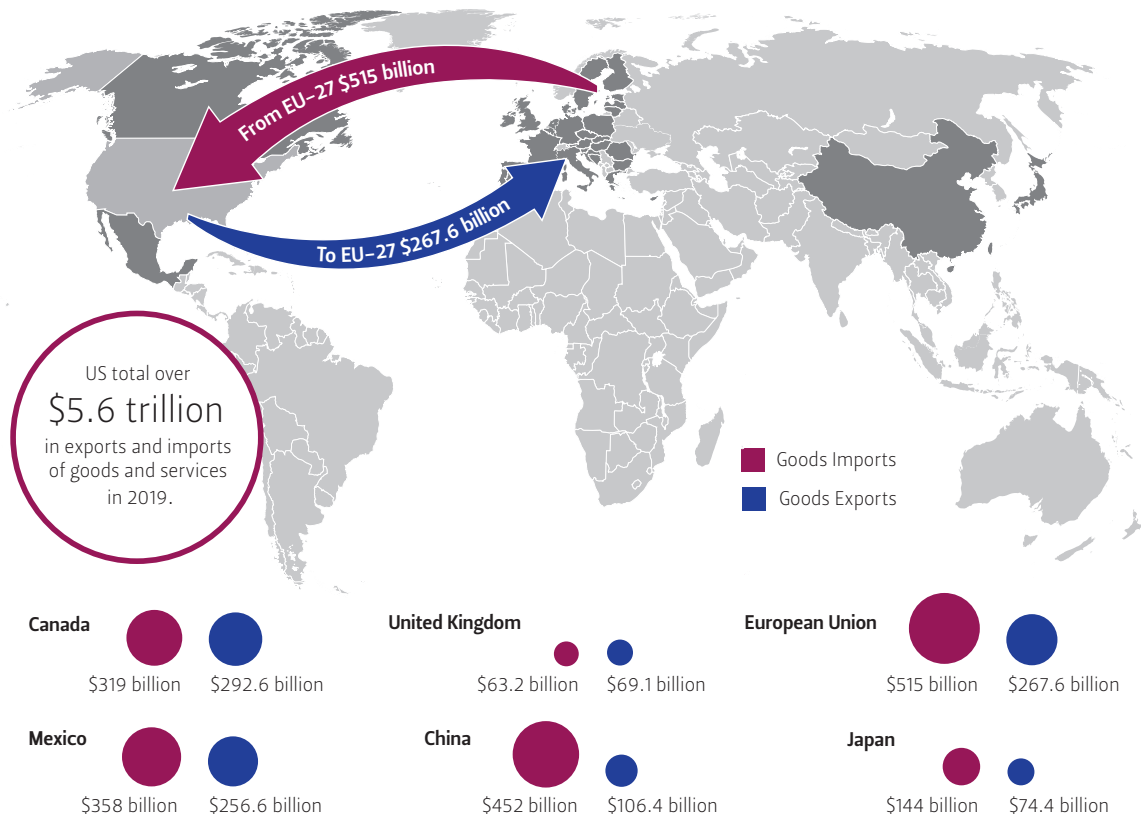 From EU–27 $515 billion
To EU–27 $267.6 billion
US total over
$5.6 trillion
in exports and imports
of goods and services
in 2019.
Goods Imports
Goods Exports
Canada
$319 billion
$292.6 billion
United Kingdom
$63.2 billion
$69.1 billion
European Union
$515 billion
$267.6 billion
Mexico
$358 billion
$256.6 billion
China
$452 billion
$106.4 billion
Japan
$144 billion
$74.4 billion